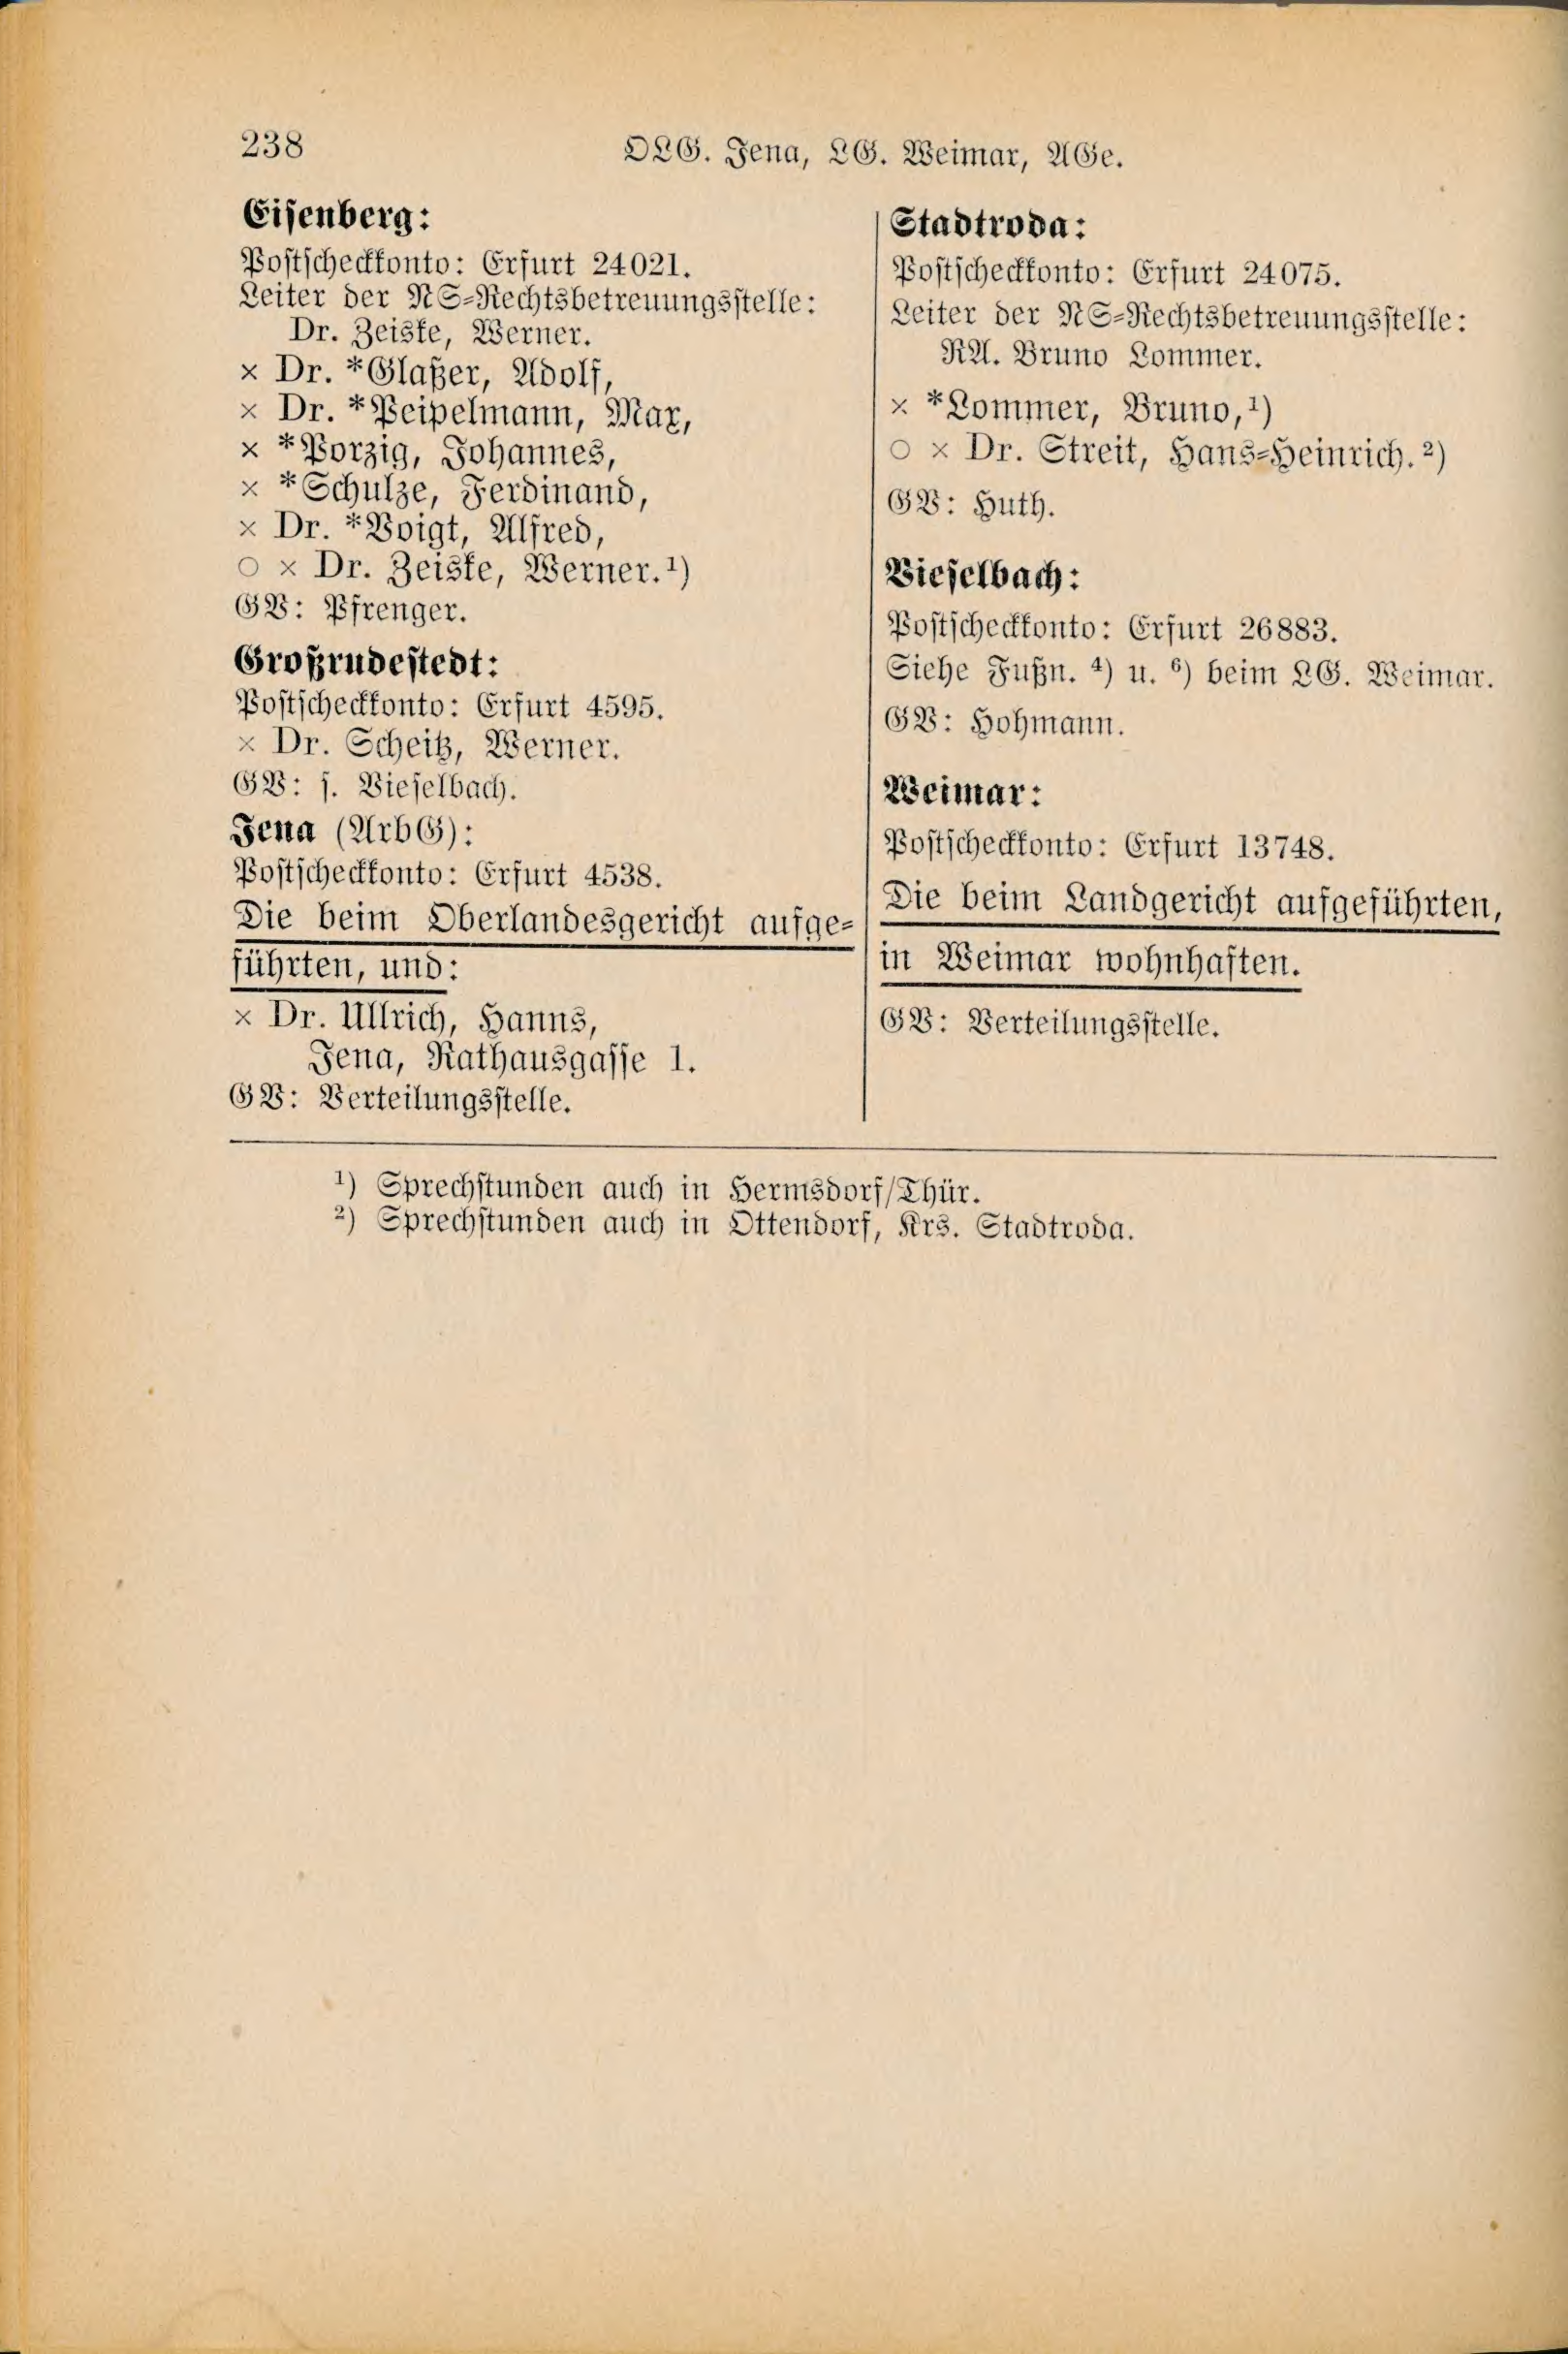 238
OLG. Jena, LG. Weimar, AGe.
Eisenberg:
Postscheckkonto: Erfurt 24021.
Leiter der NS-Rechtsbetreuungsstelle:
Dr. Zeiske, Werner.
× Dr. *Glaßer, Adolf,
× Dr. *Peipelmann, Max,
× *Porzig, Johannes,
× *Schulze, Ferdinand,
× Dr. *Voigt, Alfred,
○ × Dr. Zeiske, Werner.¹)
GV: Pfrenger.
Großrudestedt:
Postscheckkonto: Erfurt 4595.
× Dr. Scheitz, Werner.
GV: s. Vieselbach.
Jena (ArbG):
Postscheckkonto: Erfurt 4538.
Die beim Oberlandesgericht aufge-
führten, und:
× Dr. Ullrich, Hanns,
Jena, Rathausgasse 1.
GV: Verteilungsstelle.
Stadtroda:
Postscheckkonto: Erfurt 24075.
Leiter der NS-Rechtsbetreuungsstelle:
RA. Bruno Lommer.
× *Lommer, Bruno,¹)
○ × Dr. Streit, Hans-Heinrich.²)
GV: Huth.
Vieselbach:
Postscheckkonto: Erfurt 26883.
Siehe Fußn. ⁴) u. ⁶) beim LG. Weimar.
GV: Hohmann.
Weimar:
Postscheckkonto: Erfurt 13748.
Die beim Landgericht aufgeführten,
in Weimar wohnhaften.
GV: Verteilungsstelle.
¹) Sprechstunden auch in Hermsdorf/Thür.
²) Sprechstunden auch in Ottendorf, Krs. Stadtroda.